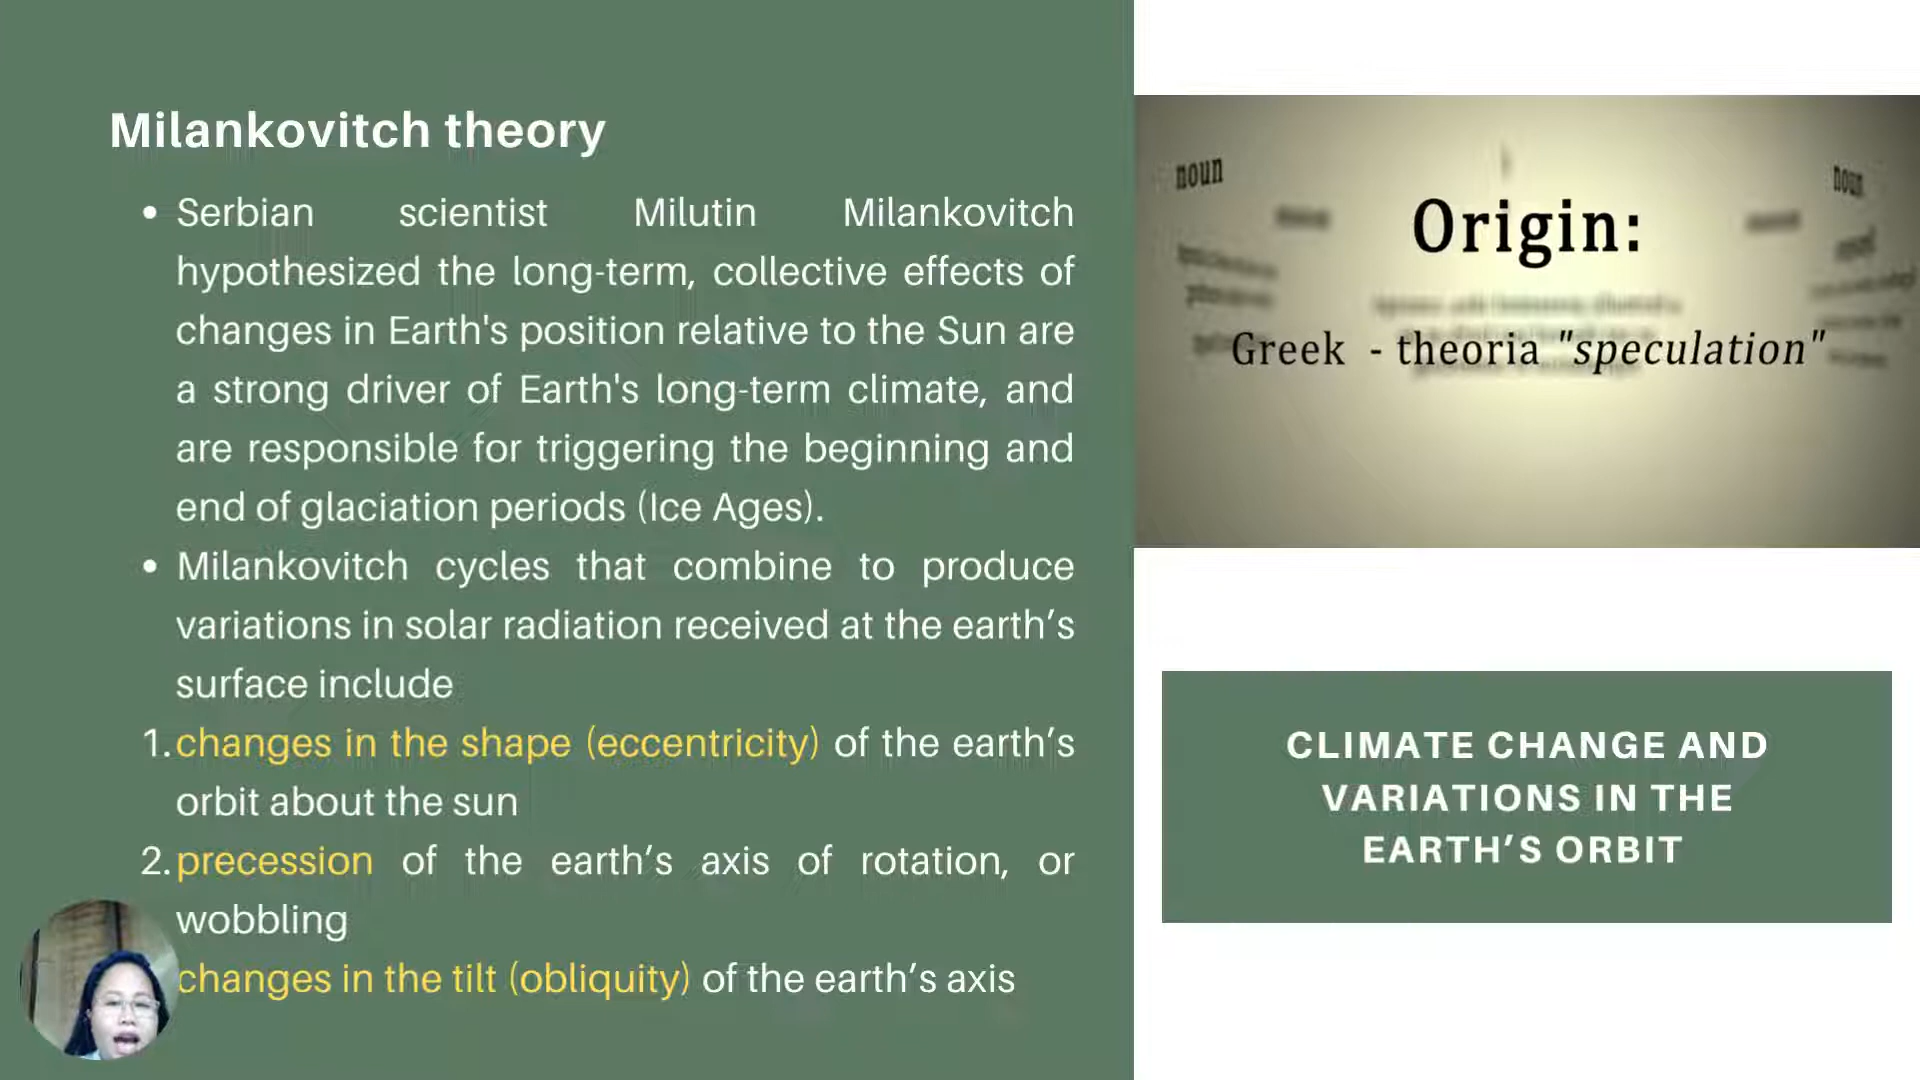 Milankovitch theory
• Serbian scientist Milutin Milankovitch
hypothesized the long-term, collective effects of
changes in Earth's position relative to the Sun are
a strong driver of Earth's long-term climate, and
are responsible for triggering the beginning and
end of glaciation periods (Ice Ages).
• Milankovitch cycles that combine to produce
variations in solar radiation received at the earth’s
surface include
1. changes in the shape (eccentricity) of the earth’s
orbit about the sun
2. precession of the earth’s axis of rotation, or
wobbling
changes in the tilt (obliquity) of the earth’s axis
noun
noun
Origin:
Greek - theoria "speculation"
CLIMATE CHANGE AND
VARIATIONS IN THE
EARTH’S ORBIT